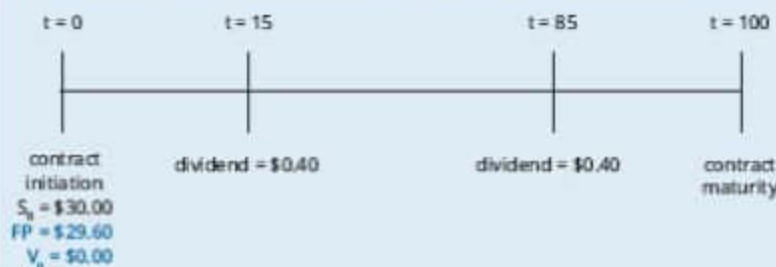 t = 0 t = 15 t = 85 t = 100
contract
initiation
S₀ = $30.00
FP = $29.60
V₀ = $0.00
dividend = $0.40
dividend = $0.40
contract
maturity